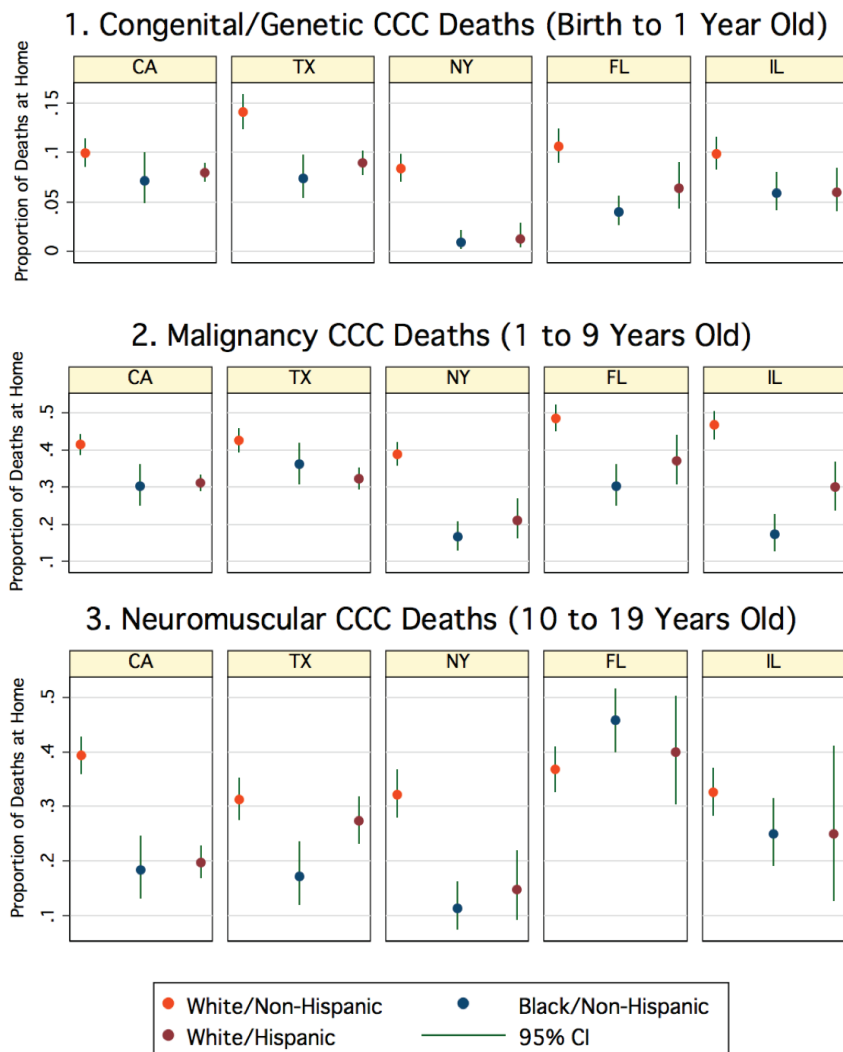 1. Congenital/Genetic CCC Deaths (Birth to 1 Year Old)
CA TX NY FL IL
Proportion of Deaths at Home
.15
.1
.05
0
2. Malignancy CCC Deaths (1 to 9 Years Old)
CA TX NY FL IL
Proportion of Deaths at Home
.5
.4
.3
.2
.1
3. Neuromuscular CCC Deaths (10 to 19 Years Old)
CA TX NY FL IL
Proportion of Deaths at Home
.5
.4
.3
.2
.1
White/Non-Hispanic Black/Non-Hispanic
White/Hispanic 95% CI